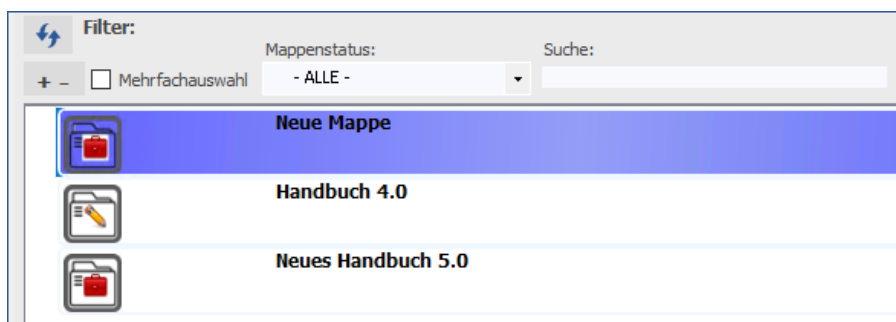 Filter:
Mappenstatus:
Suche:
+ -
Mehrfachauswahl
- ALLE -
Neue Mappe
Handbuch 4.0
Neues Handbuch 5.0